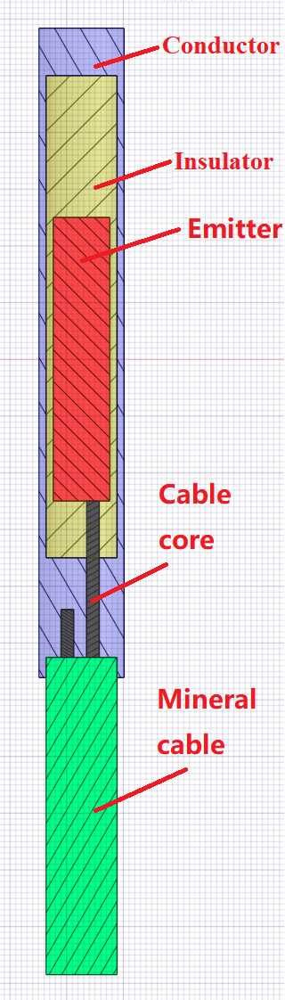 Conductor
Insulator
Emitter
Cable
core
Mineral
cable